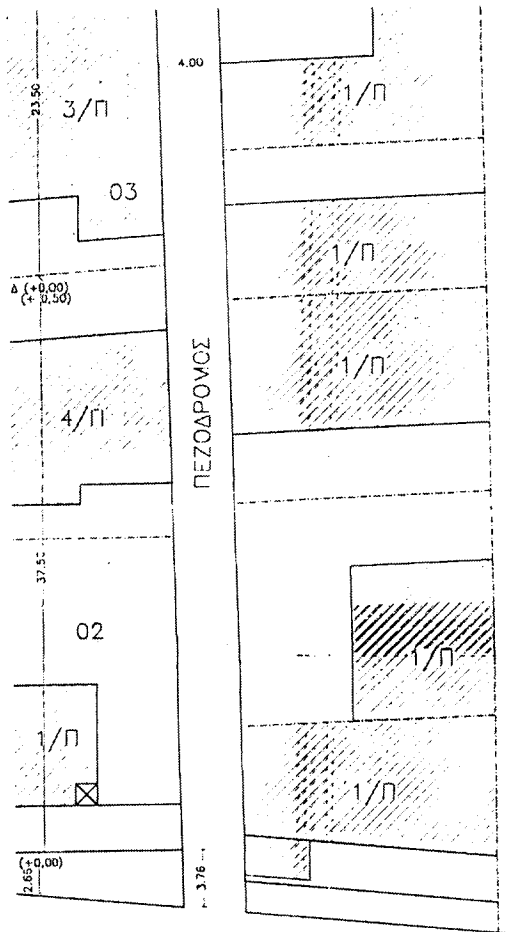 4.00
23.50
3/Π
1/Π
03
1/Π
Δ (+0,00)
(+ 0,50)
ΠΕΖΟΔΡΟΜΟΣ
1/Π
4/Π
37.50
02
1/Π
1/Π
1/Π
(+0,00)
2.65
3.76